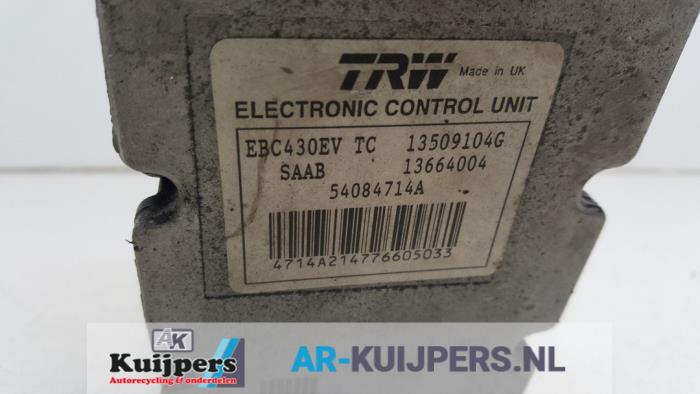 TRW Made in UK
ELECTRONIC CONTROL UNIT
EBC430EV TC 13509104G
SAAB 13664004
54084714A
4714A214776605033
AK
Kuijpers
Autorecycling & onderdelen
AR-KUIJPERS.NL